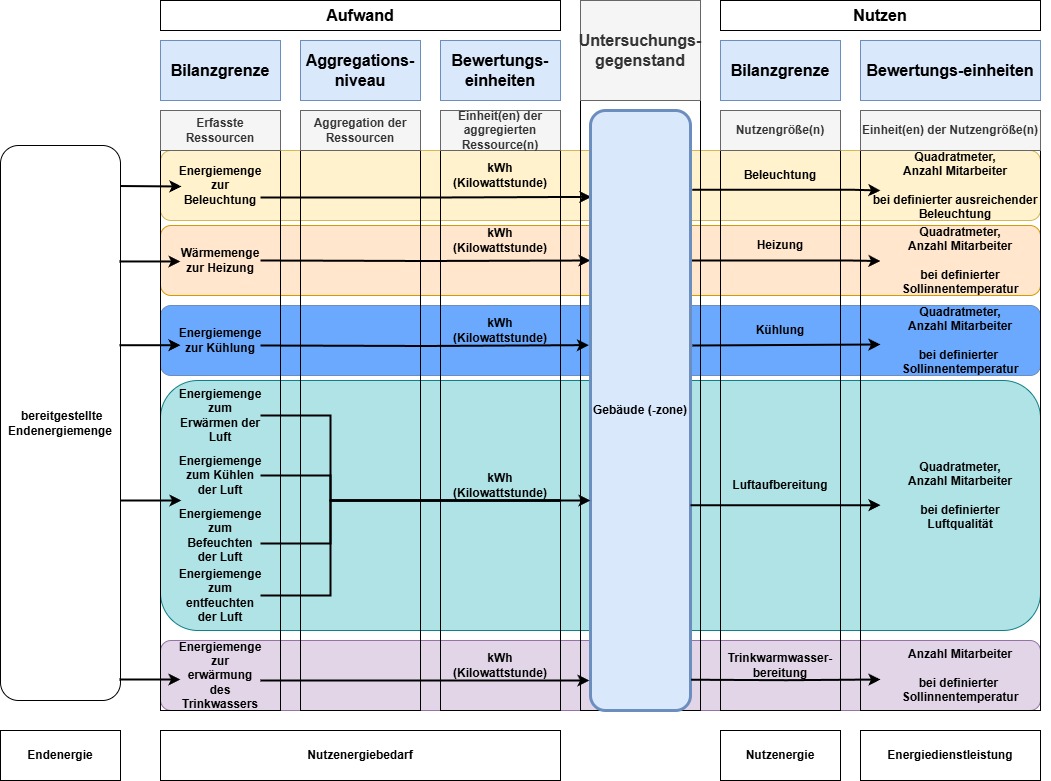 Aufwand
Nutzen
Bilanzgrenze
Aggregations-
niveau
Bewertungs-
einheiten
Untersuchungs-
gegenstand
Bilanzgrenze
Bewertungs-einheiten
Erfasste
Ressourcen
Aggregation der
Ressourcen
Einheit(en) der
aggregierten
Ressource(n)
Nutzengröße(n)
Einheit(en) der Nutzengröße(n)
bereitgestellte
Endenergiemenge
Gebäude (-zone)
Energiemenge
zur
Beleuchtung
kWh
(Kilowattstunde)
Beleuchtung
Quadratmeter,
Anzahl Mitarbeiter
bei definierter ausreichender
Beleuchtung
Wärmemenge
zur Heizung
kWh
(Kilowattstunde)
Heizung
Quadratmeter,
Anzahl Mitarbeiter
bei definierter
Sollinnentemperatur
Energiemenge
zur Kühlung
kWh
(Kilowattstunde)
Kühlung
Quadratmeter,
Anzahl Mitarbeiter
bei definierter
Sollinnentemperatur
Energiemenge
zum
Erwärmen der
Luft
Energiemenge
zum Kühlen
der Luft
Energiemenge
zum
Befeuchten
der Luft
Energiemenge
zum
entfeuchten
der Luft
kWh
(Kilowattstunde)
Luftaufbereitung
Quadratmeter,
Anzahl Mitarbeiter
bei definierter
Luftqualität
Energiemenge
zur
erwärmung
des
Trinkwassers
kWh
(Kilowattstunde)
Trinkwarmwasser-
bereitung
Anzahl Mitarbeiter
bei definierter
Sollinnentemperatur
Endenergie
Nutzenergiebedarf
Nutzenergie
Energiedienstleistung